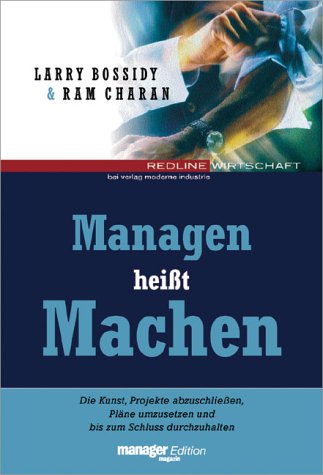 LARRY BOSSIDY
& RAM CHARAN
REDLINE WIRTSCHAFT
bei verlag moderne industrie
Managen
heißt
Machen
Die Kunst, Projekte abzuschließen,
Pläne umzusetzen und
bis zum Schluss durchzuhalten
manager Edition
magazin